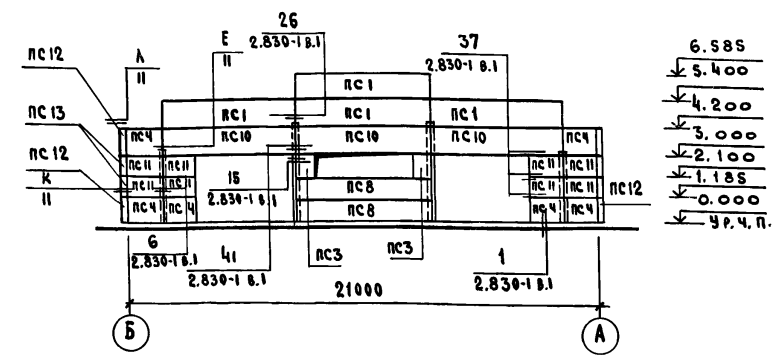 26
2.830-1 в.1
Е
II
37
2.830-1 в.1
6.585
5.400
4.200
3.000
2.100
1.185
0.000
Ур.ч.п.
ПС12
Л
II
ПС1
ПС1 ПС1 ПС1
ПС4 ПС10 ПС10 ПС10 ПС4
ПС13
ПС11 ПС11 ПС11 ПС11
ПС12
К
II
ПС11 ПС11 ПС11 ПС11
15
2.830-1 в.1
ПС8
ПС12
ПС4 ПС4 ПС8 ПС4 ПС4
6
2.830-1 в.1
41
2.830-1 в.1
ПС3 ПС3
1
2.830-1 в.1
21000
Б А